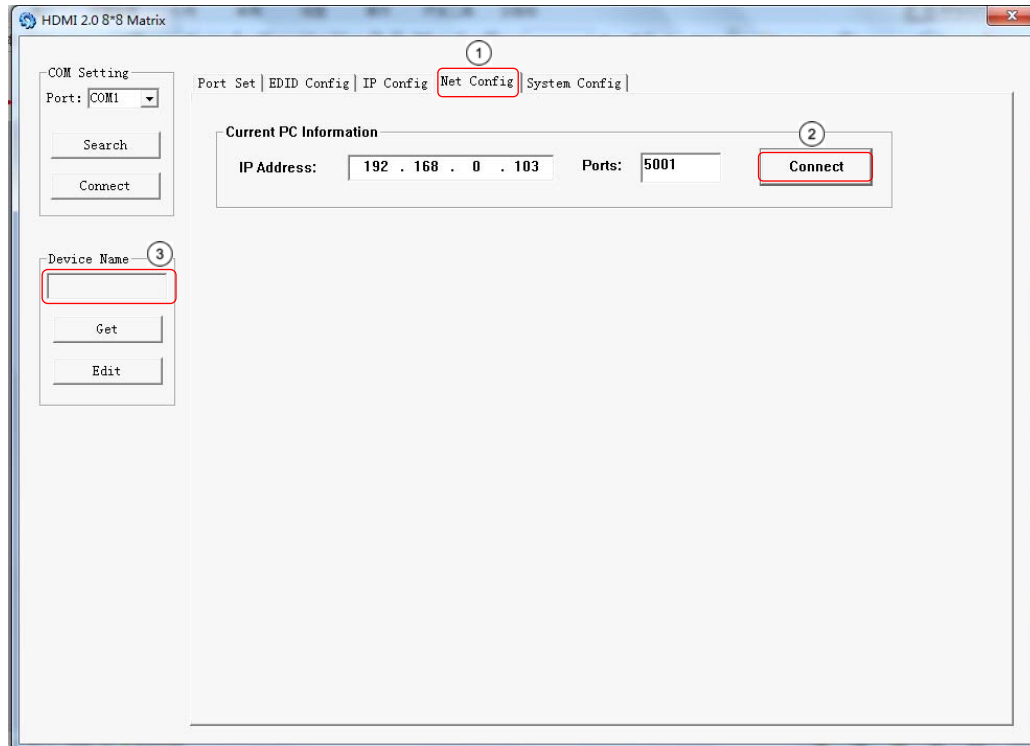 HDMI 2.0 8*8 Matrix
1
COM Setting
Port: COM1
Search
Connect
Port Set EDID Config IP Config Net Config System Config
Current PC Information
2
IP Address: 192 . 168 . 0 . 103 Ports: 5001 Connect
Device Name 3
Get
Edit